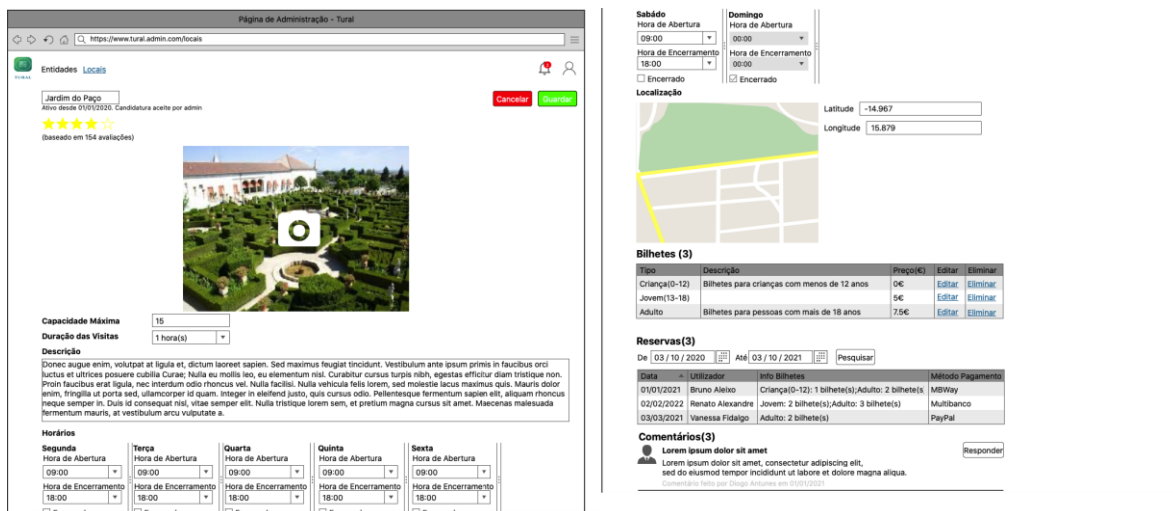 Página de Administração - Tural
https://www.tural.admin.com/locais
TURAL
Entidades Locais
2
Jardim do Paço
Cancelar Guardar
Ativo desde 01/01/2020. Candidatura aceite por admin
(baseado em 154 avaliações)
Capacidade Máxima 15
Duração das Visitas 1 hora(s)
Descrição
Donec augue enim, volutpat at ligula et, dictum laoreet sapien. Sed maximus feugiat tincidunt. Vestibulum ante ipsum primis in faucibus orci
luctus et ultrices posuere cubilia Curae; Nulla eu mollis leo, eu elementum nisl. Curabitur cursus turpis nibh, egestas efficitur diam tristique non.
Proin faucibus erat ligula, nec interdum odio rhoncus vel. Nulla facilisi. Nulla vehicula felis lorem, sed molestie lacus maximus quis. Mauris dolor
enim, fringilla ut porta sed, ullamcorper id quam. Integer in eleifend justo, quis cursus odio. Pellentesque fermentum sapien elit, aliquam rhoncus
neque semper in. Duis id consequat nisl, vitae semper elit. Nulla tristique lorem sem, et pretium magna cursus sit amet. Maecenas malesuada
fermentum mauris, at vestibulum arcu vulputate a.
Horários
Segunda Terça Quarta Quinta Sexta
Hora de Abertura Hora de Abertura Hora de Abertura Hora de Abertura Hora de Abertura
09:00 09:00 09:00 09:00 09:00
Hora de Encerramento Hora de Encerramento Hora de Encerramento Hora de Encerramento Hora de Encerramento
18:00 18:00 18:00 18:00 18:00
Sabádo Domingo
Hora de Abertura Hora de Abertura
09:00 00:00
Hora de Encerramento Hora de Encerramento
18:00 00:00
Encerrado Encerrado
Localização
Latitude -14.967
Longitude 15.879
Bilhetes (3)
Tipo Descrição Preço(€) Editar Eliminar
Criança(0-12) Bilhetes para crianças com menos de 12 anos 0€ Editar Eliminar
Jovem(13-18) 5€ Editar Eliminar
Adulto Bilhetes para pessoas com mais de 18 anos 7.5€ Editar Eliminar
Reservas(3)
De 03 / 10 / 2020 Até 03 / 10 / 2021 Pesquisar
Data Utilizador Info Bilhetes Método Pagamento
01/01/2021 Bruno Aleixo Criança(0-12): 1 bilhete(s);Adulto: 2 bilhete(s) MBWay
02/02/2022 Renato Alexandre Jovem: 2 bilhete(s);Adulto: 3 bilhete(s) Multibanco
03/03/2021 Vanessa Fidalgo Adulto: 2 bilhete(s) PayPal
Comentários(3)
Lorem ipsum dolor sit amet Responder
Lorem ipsum dolor sit amet, consectetur adipiscing elit,
sed do eiusmod tempor incididunt ut labore et dolore magna aliqua.
Comentário feito por Diogo Antunes em 01/01/2021